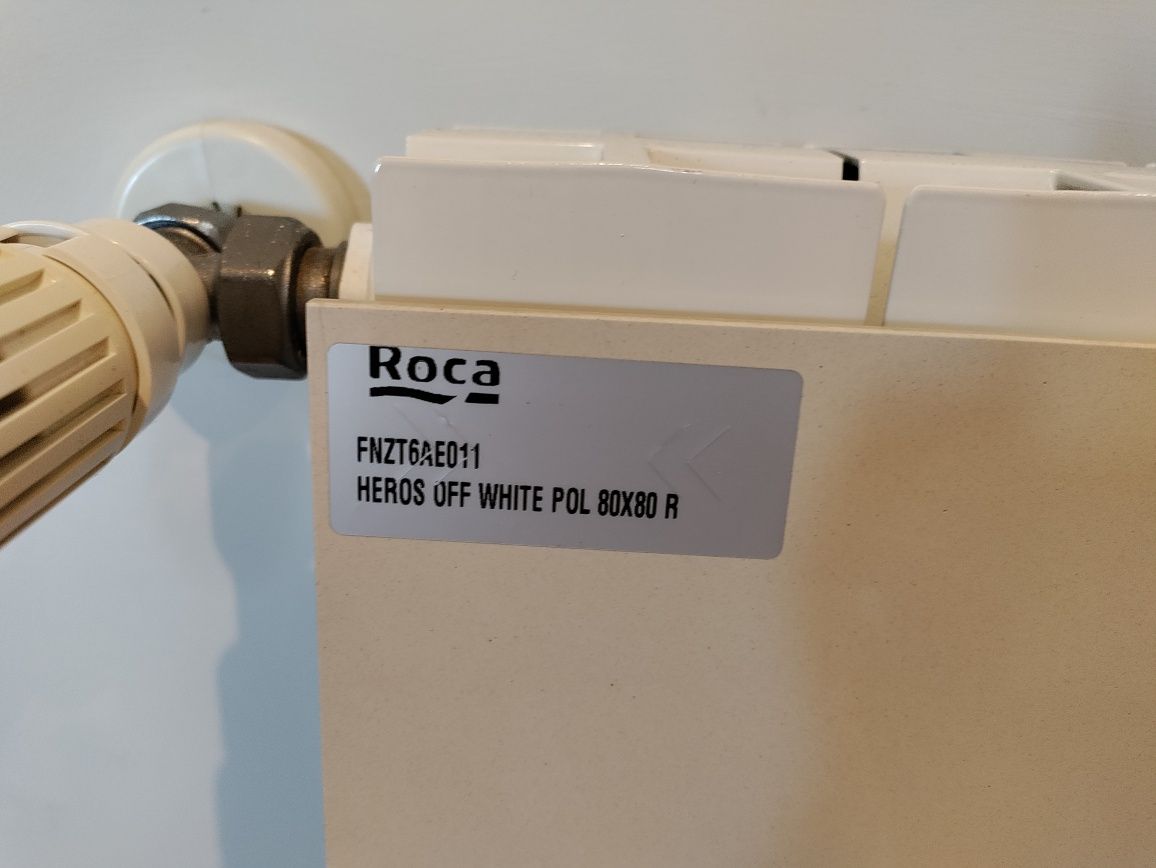 Roca
FNZT6AE011
HEROS OFF WHITE POL 80X80 R